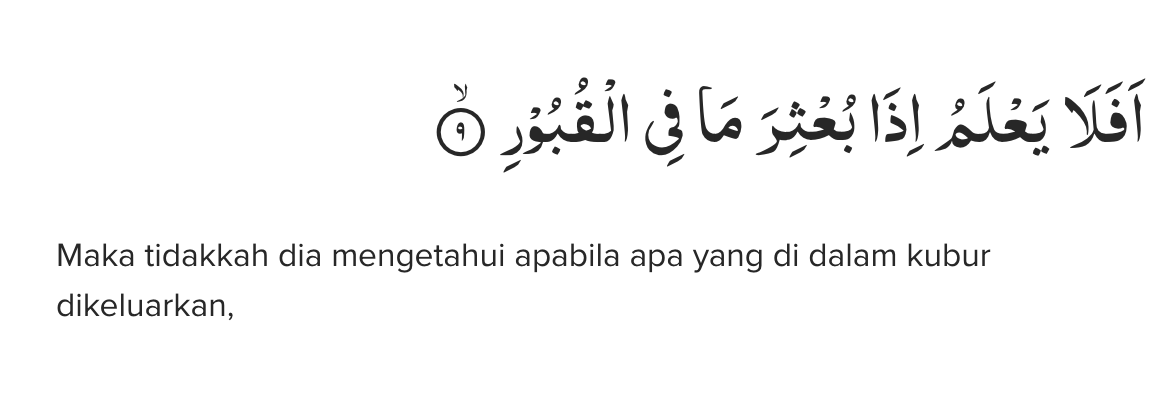 اَفَلَا يَعْلَمُ اِذَا بُعْثِرَ مَا فِى الْقُبُوْرِ ۙ ٩
Maka tidakkah dia mengetahui apabila apa yang di dalam kubur
dikeluarkan,